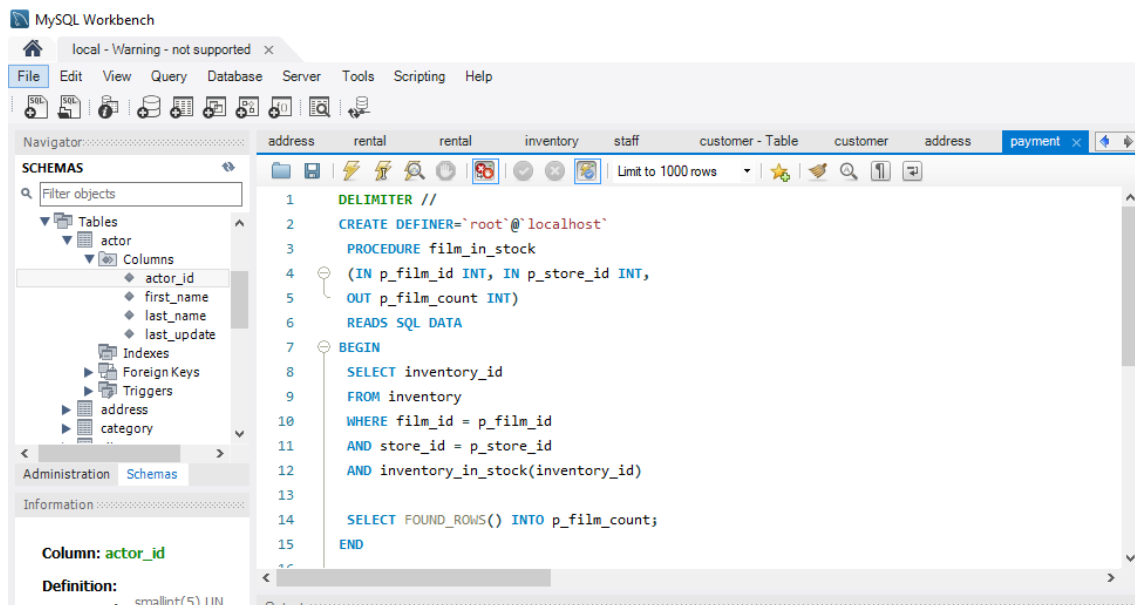 MySQL Workbench
local - Warning - not supported
File Edit View Query Database Server Tools Scripting Help
Navigator
SCHEMAS
Filter objects
Tables
actor
Columns
actor_id
first_name
last_name
last_update
Indexes
Foreign Keys
Triggers
address
category
Administration Schemas
Information
Column: actor_id
Definition:
smallint(5) UN
address rental rental inventory staff customer - Table customer address payment
Limit to 1000 rows
1 DELIMITER //
2 CREATE DEFINER=`root`@`localhost`
3 PROCEDURE film_in_stock
4 (IN p_film_id INT, IN p_store_id INT,
5 OUT p_film_count INT)
6 READS SQL DATA
7 BEGIN
8 SELECT inventory_id
9 FROM inventory
10 WHERE film_id = p_film_id
11 AND store_id = p_store_id
12 AND inventory_in_stock(inventory_id)
13
14 SELECT FOUND_ROWS() INTO p_film_count;
15 END